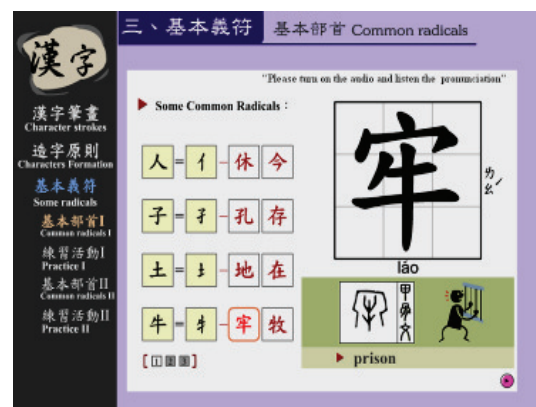 漢字
漢字筆畫
Character strokes
造字原則
Characters Formation
基本義符
Some radicals
基本部首I
Common radicals I
練習活動I
Practice I
基本部首II
Common radicals II
練習活動II
Practice II
三、基本義符 基本部首 Common radicals
"Please turn on the audio and listen the pronunciation"
Some Common Radicals：
人 = 亻 – 休 今
子 = 孑 – 孔 存
土 = 土 – 地 在
牛 = 牜 – 牢 牧
[ 1 2 3 ]
牢
ㄌㄠˊ
láo
甲骨文
prison